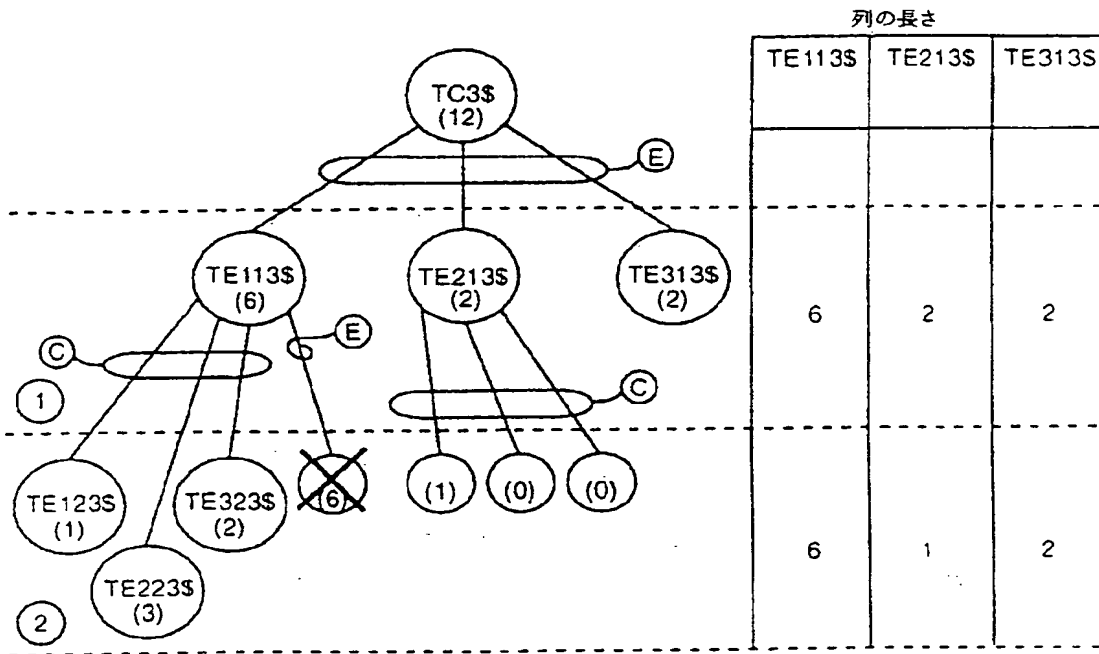 列の長さ
TE113$ TE213$ TE313$
TC3$
(12)
E
TE113$
(6)
TE213$
(2)
TE313$
(2)
6 2 2
C
E
C
1
TE123$
(1)
TE223$
(3)
TE323$
(2)
(6)
(1)
(0)
(0)
6 1 2
2